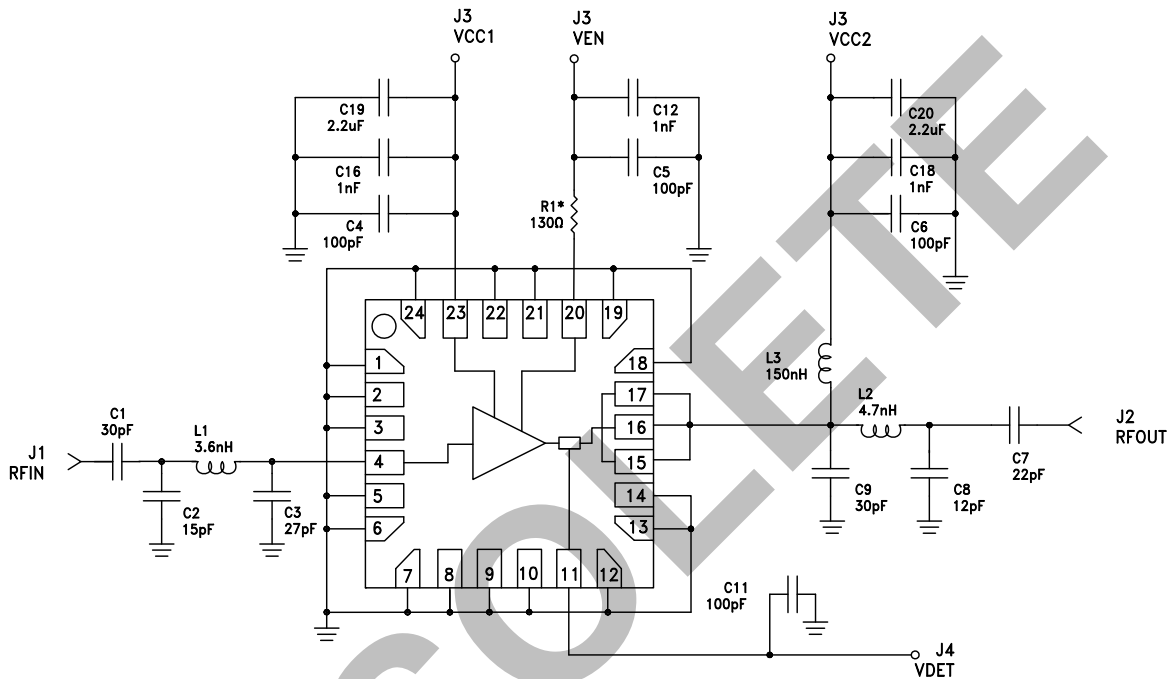 J3
VCC1
J3
VEN
J3
VCC2
C19
2.2uF
C16
1nF
C4
100pF
C12
1nF
C5
100pF
R1*
130Ω
C20
2.2uF
C18
1nF
C6
100pF
24
23
22
21
20
19
1
2
3
4
5
6
18
17
16
15
14
13
7
8
9
10
11
12
L3
150nH
L2
4.7nH
J1
RFIN
C1
30pF
L1
3.6nH
C2
15pF
C3
27pF
C9
30pF
C8
12pF
C7
22pF
J2
RFOUT
C11
100pF
J4
VDET
OLETE